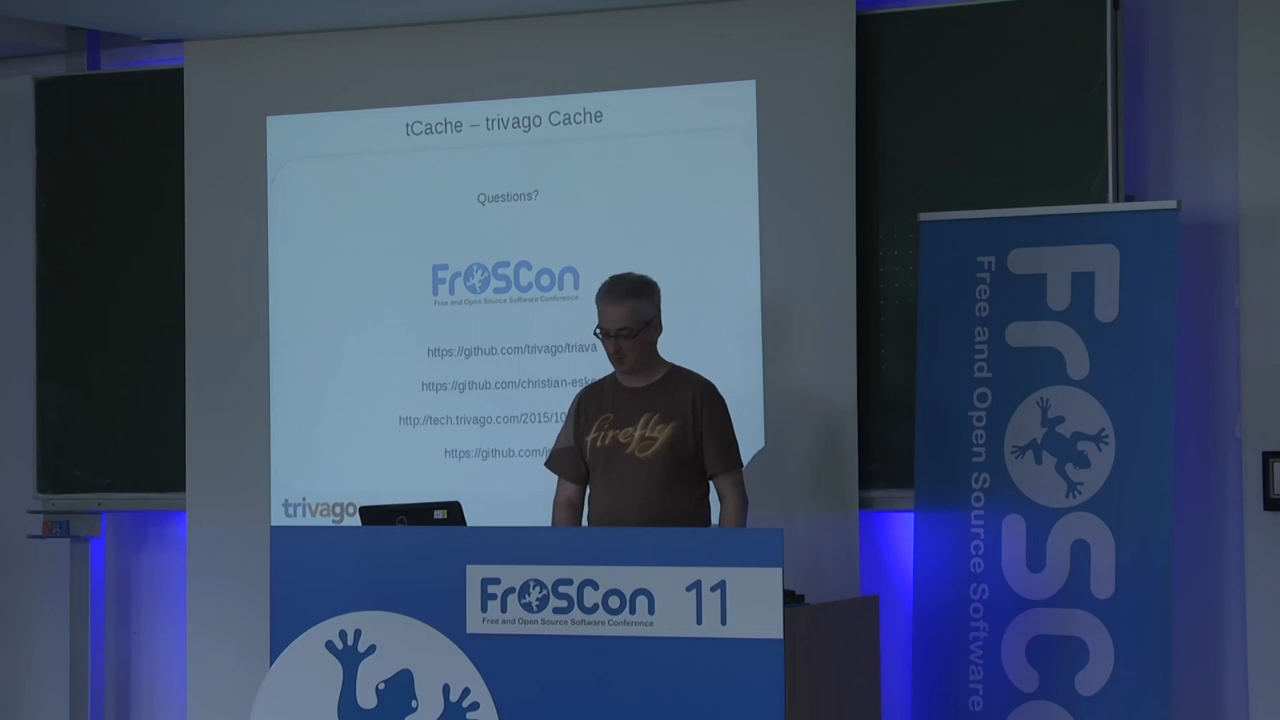 tCache – trivago Cache
Questions?
FrOSCon
Free and Open Source Software Conference
https://github.com/trivago/triava
https://github.com/christian-eske
http://tech.trivago.com/2015/10
https://github.com/
trivago
firefly
FrOSCon 11
Free and Open Source Software Conference
FrOSCo
Free and Open Source Software